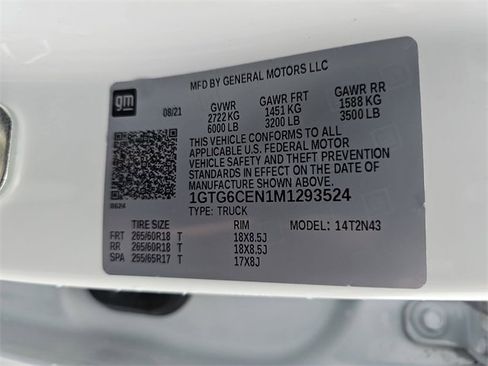 MFD BY GENERAL MOTORS LLC
gm
08/21 GVWR GAWR FRT GAWR RR
2722 KG 1451 KG 1588 KG
6000 LB 3200 LB 3500 LB
THIS VEHICLE CONFORMS TO ALL
APPLICABLE U.S. FEDERAL MOTOR
VEHICLE SAFETY AND THEFT PREVENTION
STANDARDS IN EFFECT ON THE DATE OF
MANUFACTURE SHOWN ABOVE.
1GTG6CEN1M1293524
TYPE: TRUCK MODEL: 14T2N43
TIRE SIZE RIM
FRT 265/60R18 T 18X8.5J
RR 265/60R18 T 18X8.5J
SPA 255/65R17 T 17X8J